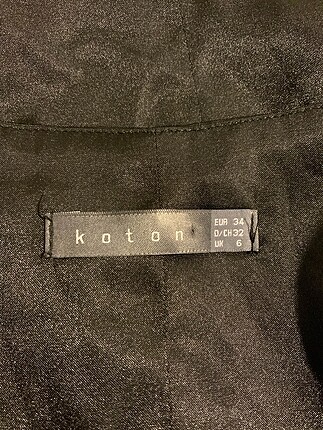 koton
EUR 34
D/CH 32
UK 6